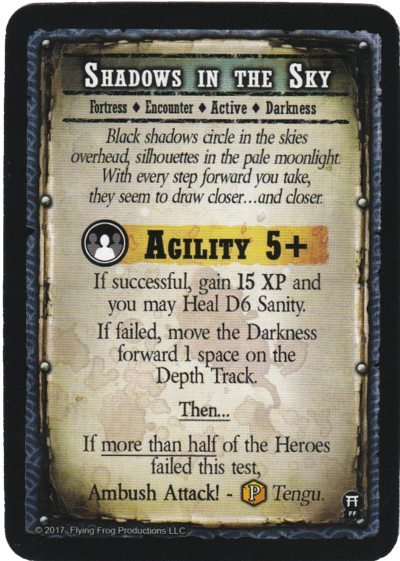 Shadows in the Sky
Fortress ♦ Encounter ♦ Active ♦ Darkness
Black shadows circle in the skies
overhead, silhouettes in the pale moonlight.
With every step forward you take,
they seem to draw closer...and closer.
Agility 5+
If successful, gain 15 XP and
you may Heal D6 Sanity.
If failed, move the Darkness
forward 1 space on the
Depth Track.
Then...
If more than half of the Heroes
failed this test,
Ambush Attack! - P Tengu.
FF
© 2017 Flying Frog Productions LLC